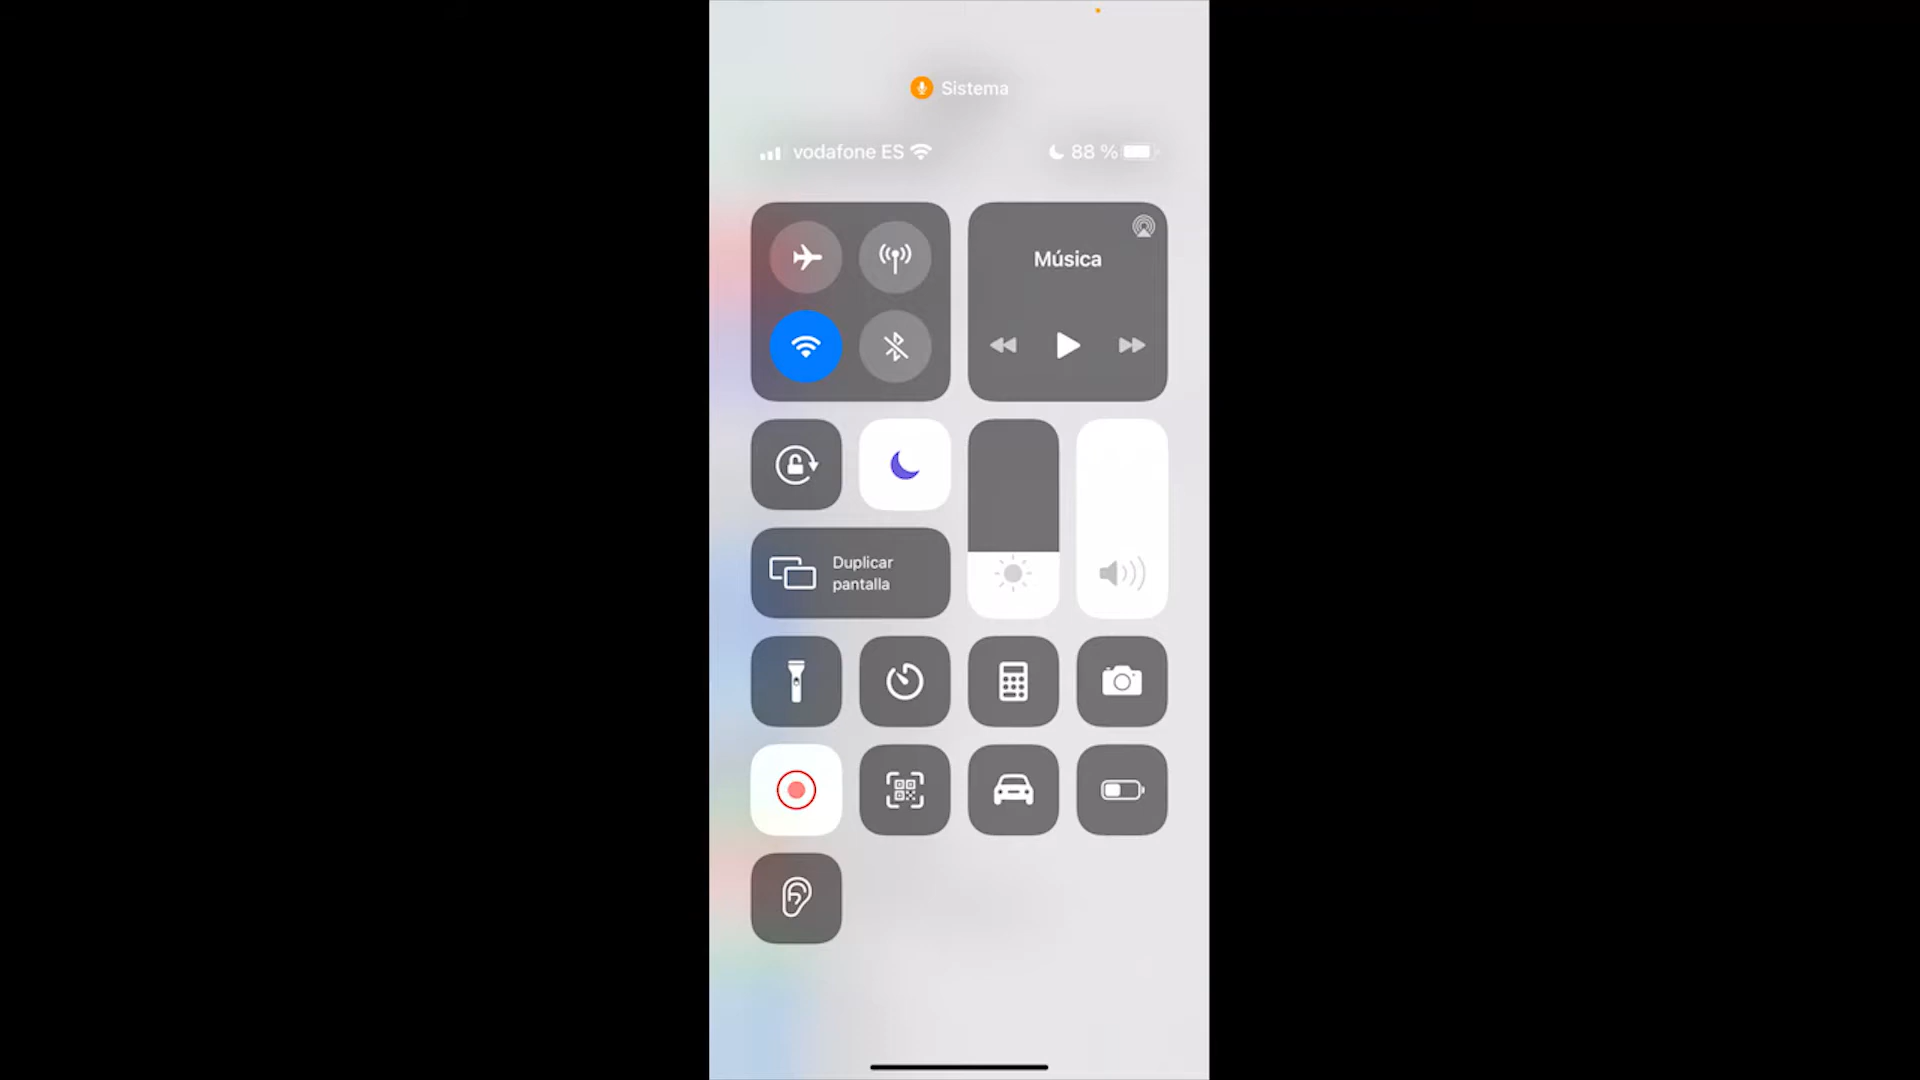 Sistema
vodafone ES
88 %
Música
Duplicar
pantalla